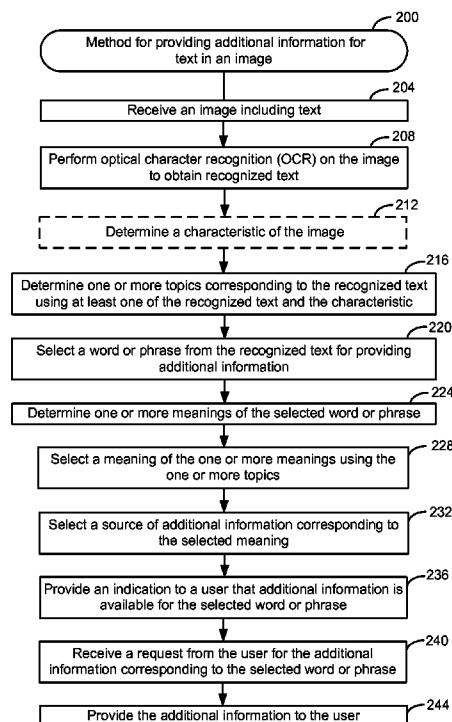 200
Method for providing additional information for
text in an image
204
Receive an image including text
208
Perform optical character recognition (OCR) on the image
to obtain recognized text
212
Determine a characteristic of the image
216
Determine one or more topics corresponding to the recognized text
using at least one of the recognized text and the characteristic
220
Select a word or phrase from the recognized text for providing
additional information
224
Determine one or more meanings of the selected word or phrase
228
Select a meaning of the one or more meanings using the
one or more topics
232
Select a source of additional information corresponding to
the selected meaning
236
Provide an indication to a user that additional information is
available for the selected word or phrase
240
Receive a request from the user for the additional
information corresponding to the selected word or phrase
244
Provide the additional information to the user